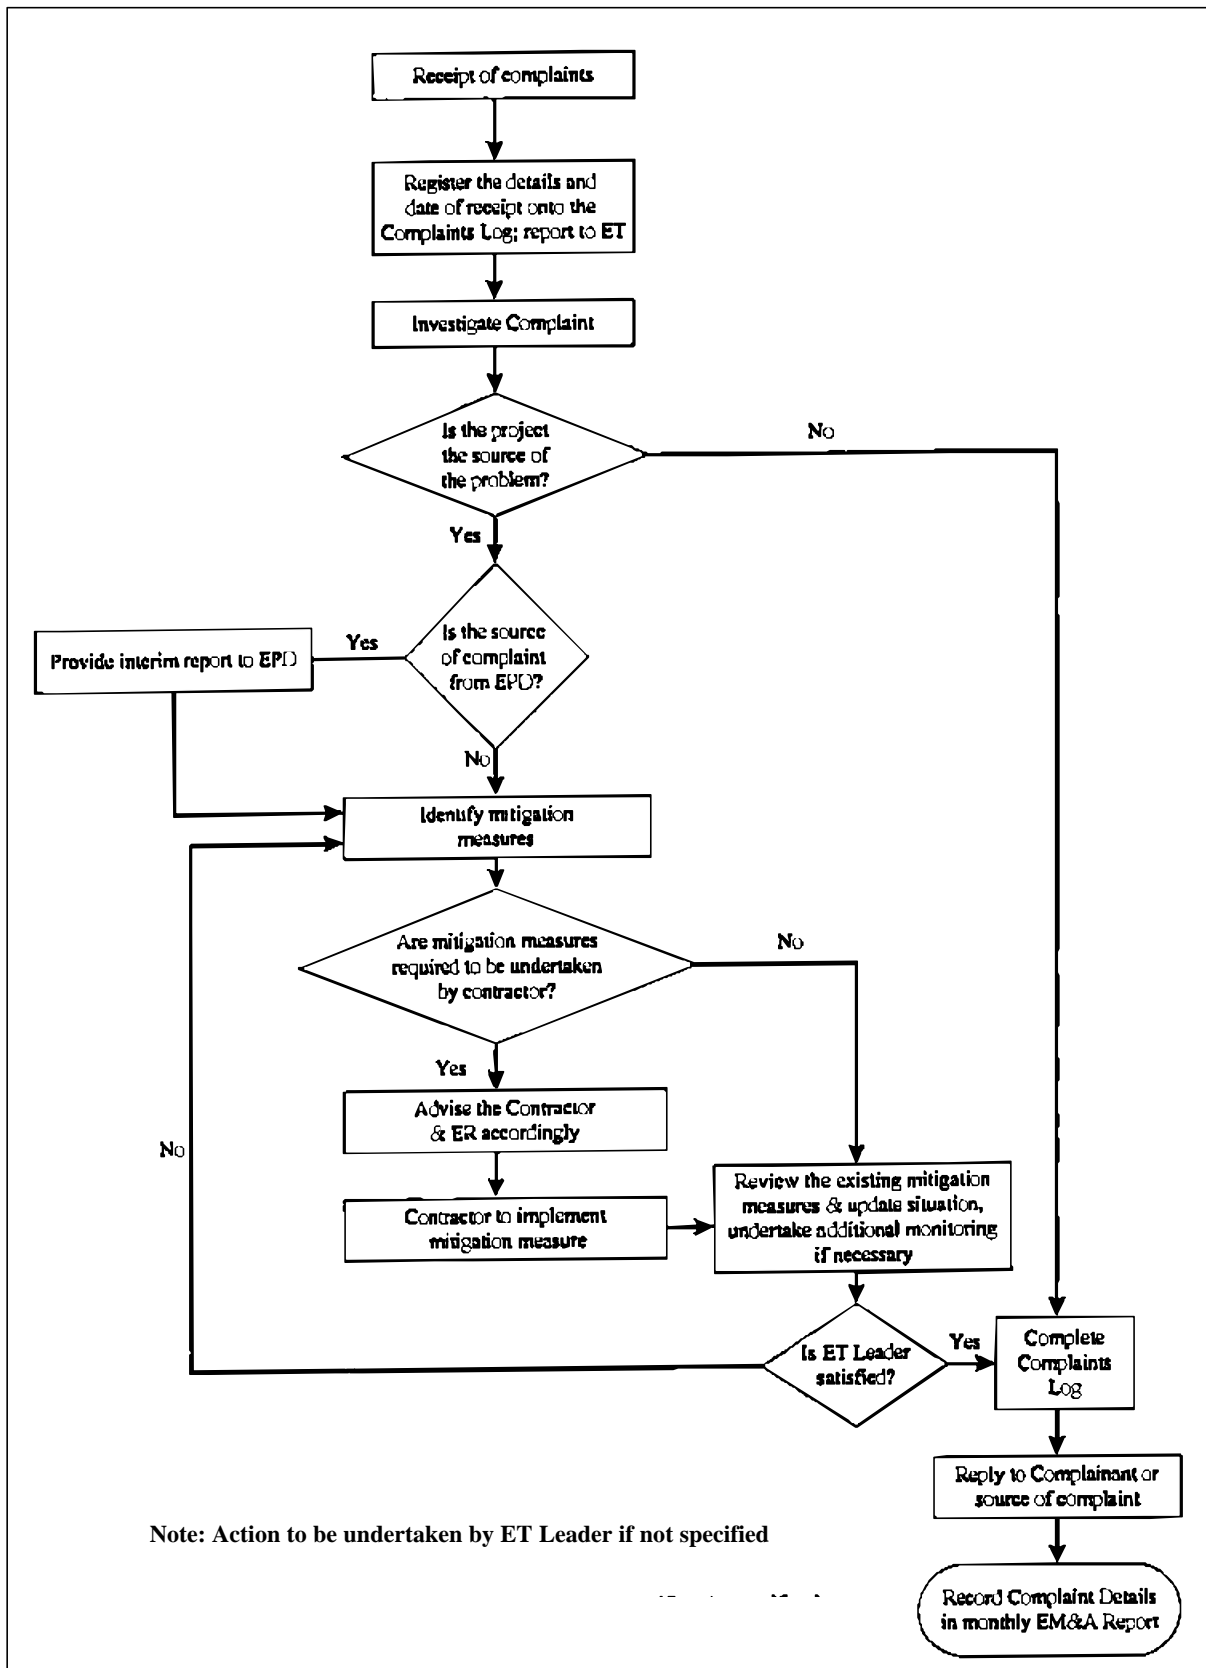 Receipt of complaints
Register the details and
date of receipt onto the
Complaints Log; report to ET
Investigate Complaint
Is the project
the source of
the problem?
No
Yes
Is the source
of complaint
from EPD?
Yes
Provide interim report to EPD
No
Identify mitigation
measures
Are mitigation measures
required to be undertaken
by contractor?
No
Yes
Advise the Contractor
& ER accordingly
Contractor to implement
mitigation measure
Review the existing mitigation
measures & update situation,
undertake additional monitoring
if necessary
Is ET Leader
satisfied?
No
Yes
Complete
Complaints
Log
Reply to Complainant or
source of complaint
Record Complaint Details
in monthly EM&A Report
Note: Action to be undertaken by ET Leader if not specified